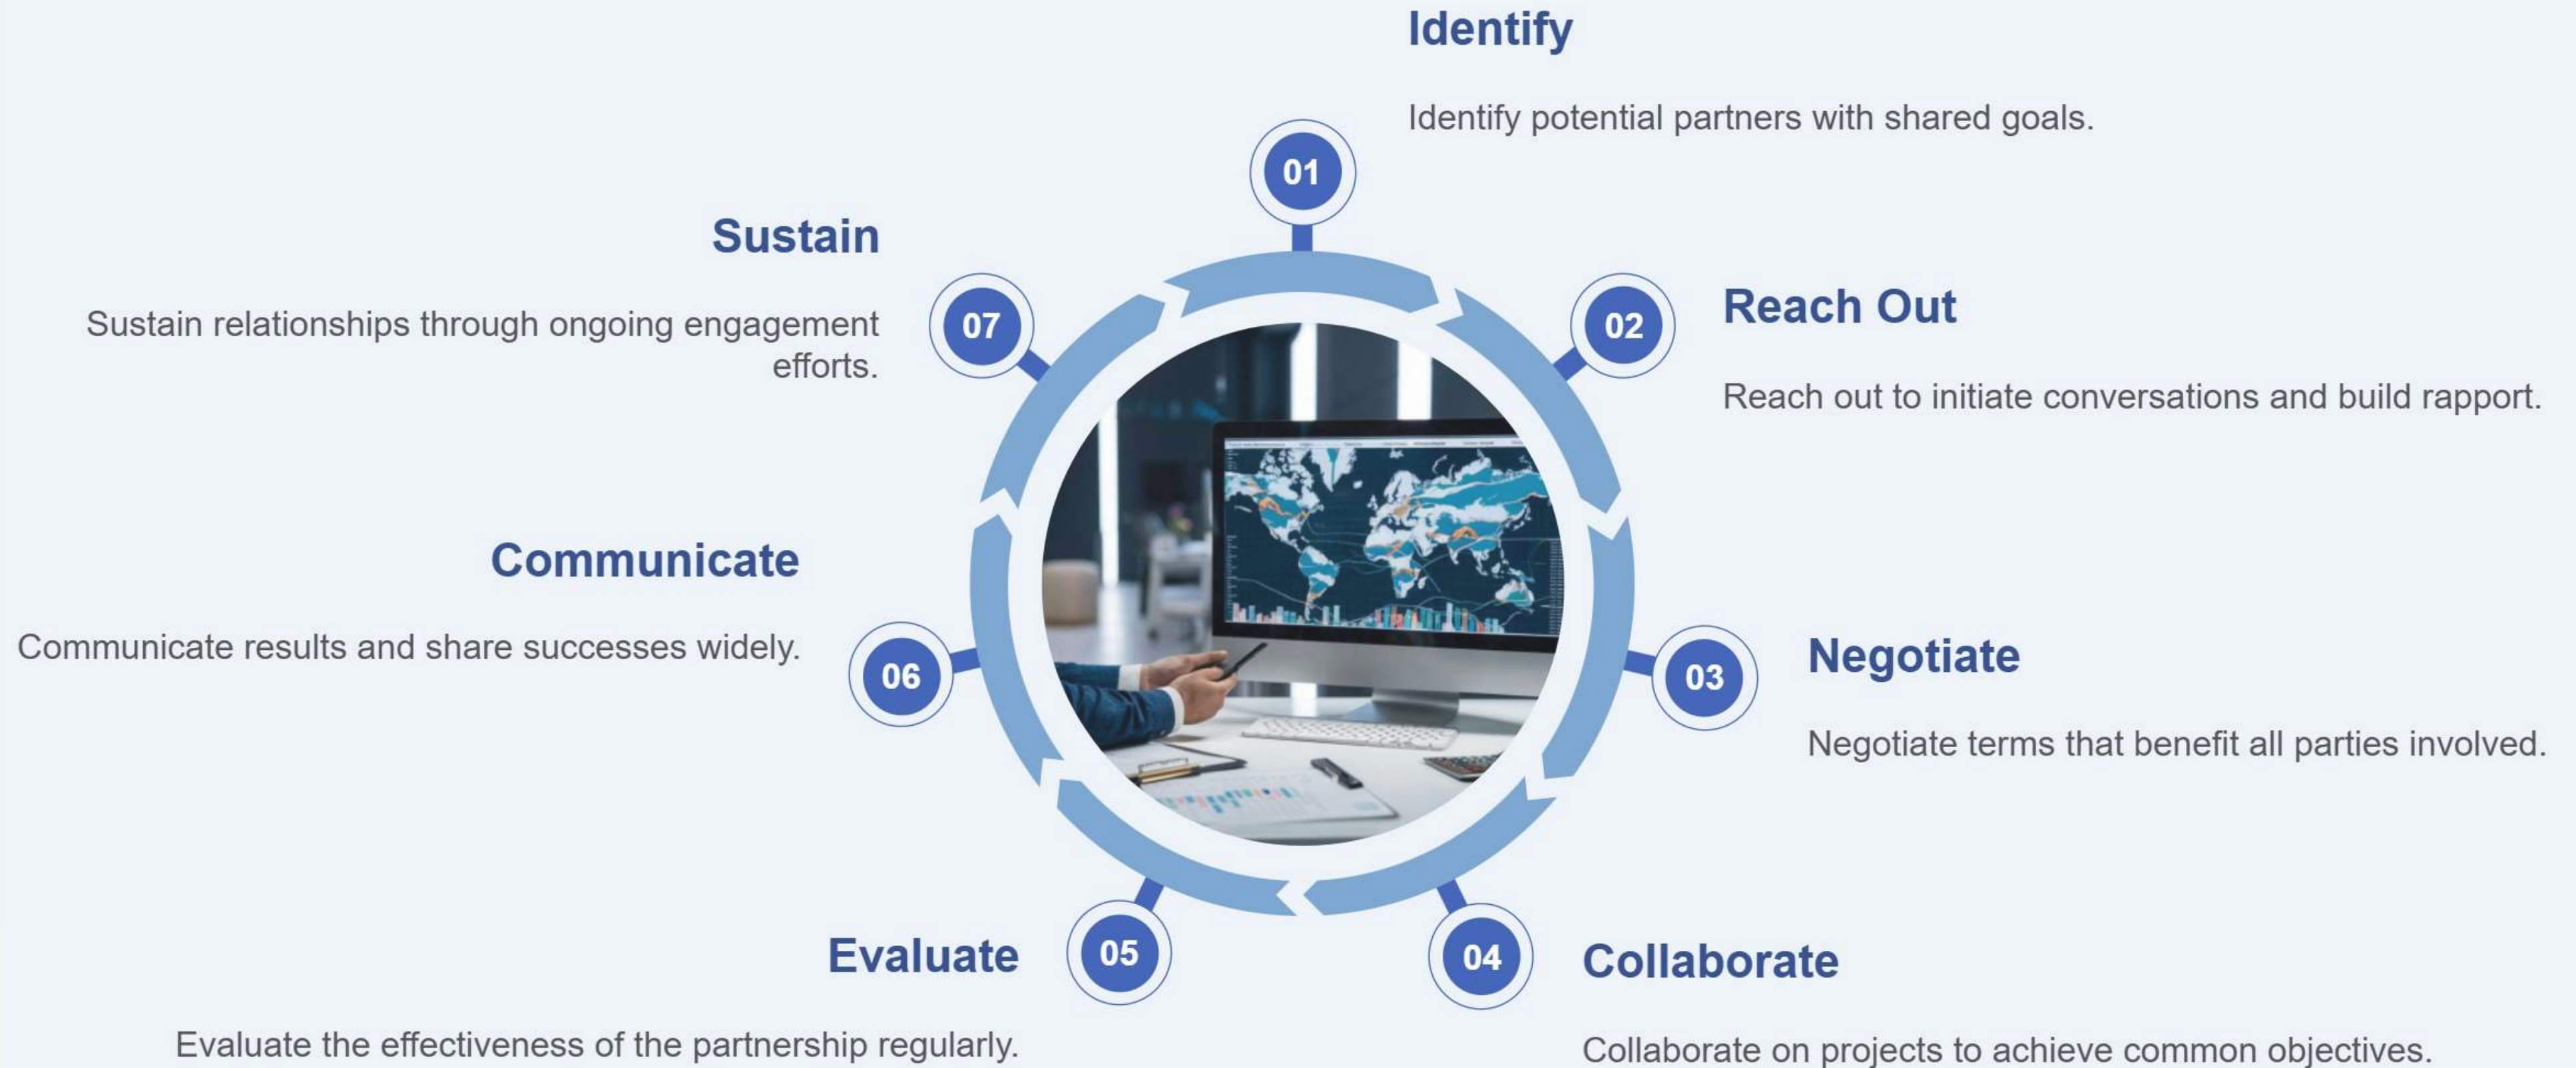 01
Identify
Identify potential partners with shared goals.
02
Reach Out
Reach out to initiate conversations and build rapport.
03
Negotiate
Negotiate terms that benefit all parties involved.
04
Collaborate
Collaborate on projects to achieve common objectives.
05
Evaluate
Evaluate the effectiveness of the partnership regularly.
06
Communicate
Communicate results and share successes widely.
07
Sustain
Sustain relationships through ongoing engagement
efforts.